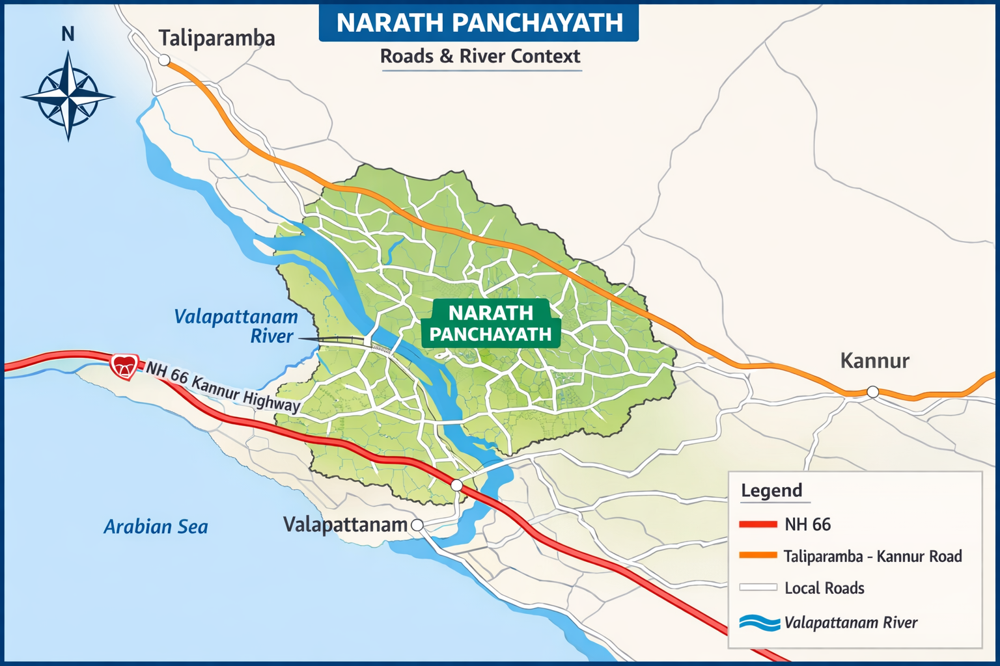 NARATH PANCHAYATH
Roads & River Context
N
Taliparamba
NARATH
PANCHAYATH
Valapattanam
River
NH 66 Kannur Highway
Kannur
Arabian Sea
Valapattanam
Legend
NH 66
Taliparamba - Kannur Road
Local Roads
Valapattanam River